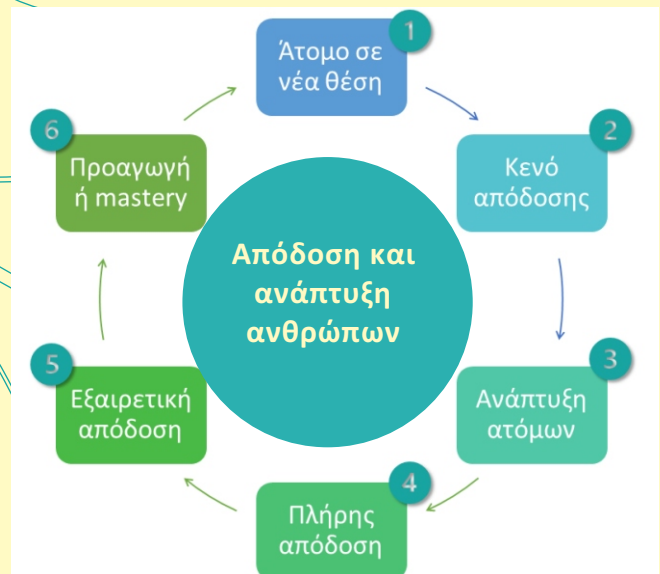 1
Άτομο σε
νέα θέση
2
Κενό
απόδοσης
3
Ανάπτυξη
ατόμων
4
Πλήρης
απόδοση
5
Εξαιρετική
απόδοση
6
Προαγωγή
ή mastery
Απόδοση και
ανάπτυξη
ανθρώπων